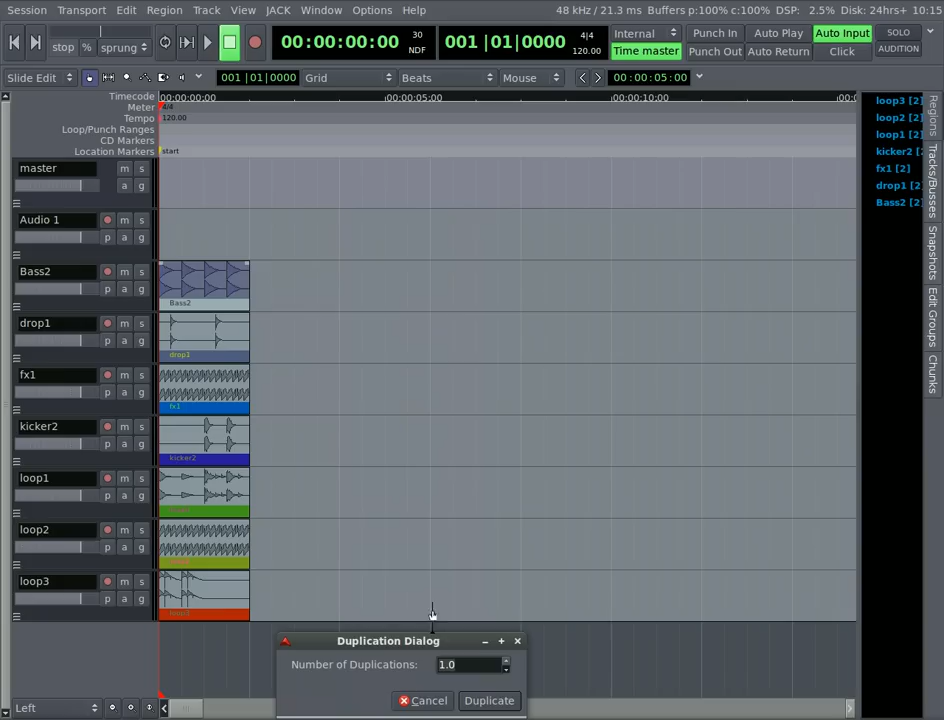 Session Transport Edit Region Track View JACK Window Options Help 48 kHz / 21.3 ms Buffers p:100% c:100% DSP: 2.5% Disk: 24hrs+ 10:15
stop % sprung 00:00:00:00 30 NDF 001|01|0000 4|4 120.00 Internal Time master Punch In Punch Out Auto Play Auto Return Auto Input Click SOLO AUDITION
Slide Edit 001|01|0000 Grid Beats Mouse 00:00:05:00
Timecode 00:00:00:00 00:00:05:00 00:00:10:00
Meter 4/4
Tempo 120.00
Loop/Punch Ranges
CD Markers
Location Markers start
master m s
a g
Audio 1 m s
p a g
Bass2 m s
p a g
Bass2
drop1 m s
p a g
drop1
fx1 m s
p a g
fx1
kicker2 m s
p a g
kicker2
loop1 m s
p a g
loop2 m s
p a g
loop3 m s
p a g
loop3 [2]
loop2 [2]
loop1 [2]
kicker2 [2
fx1 [2]
drop1 [2
Bass2 [2]
Regions
Tracks/Busses
Snapshots
Edit Groups
Chunks
Duplication Dialog
Number of Duplications: 1.0
Cancel Duplicate
Left